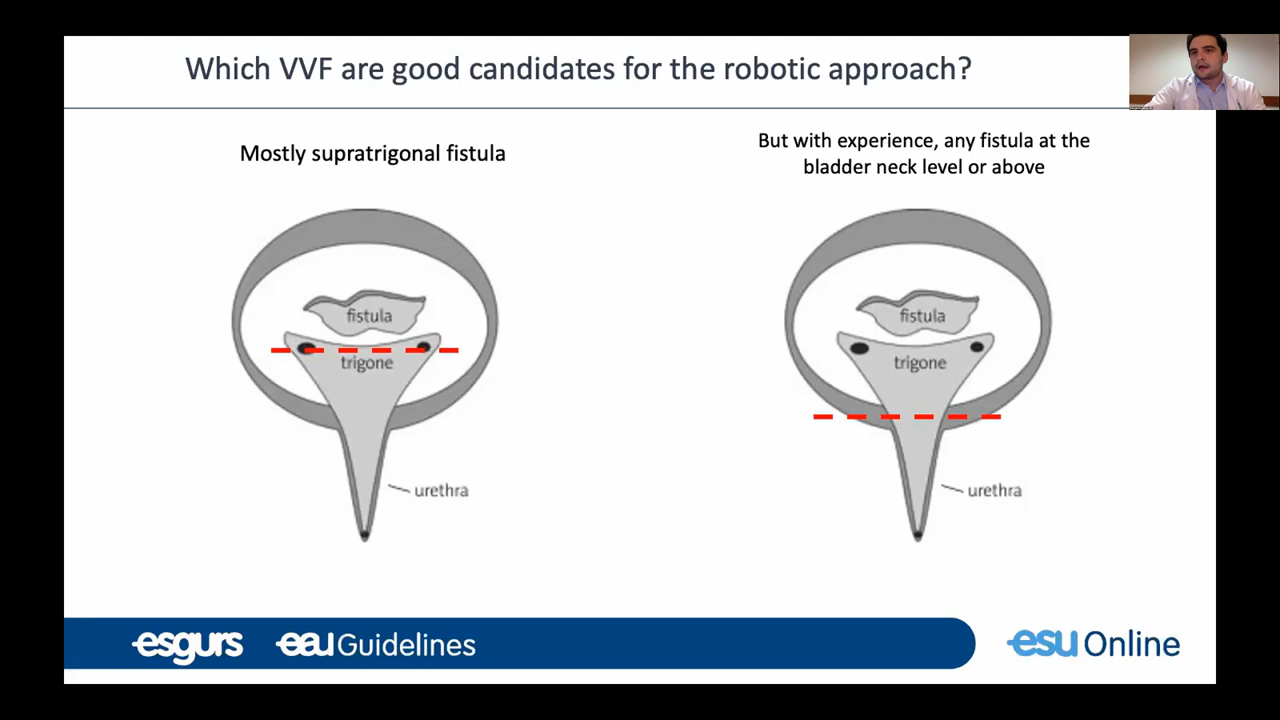 Which VVF are good candidates for the robotic approach?
Mostly supratrigonal fistula
But with experience, any fistula at the
bladder neck level or above
fistula
trigone
urethra
fistula
trigone
urethra
esgurs
eau Guidelines
esu Online